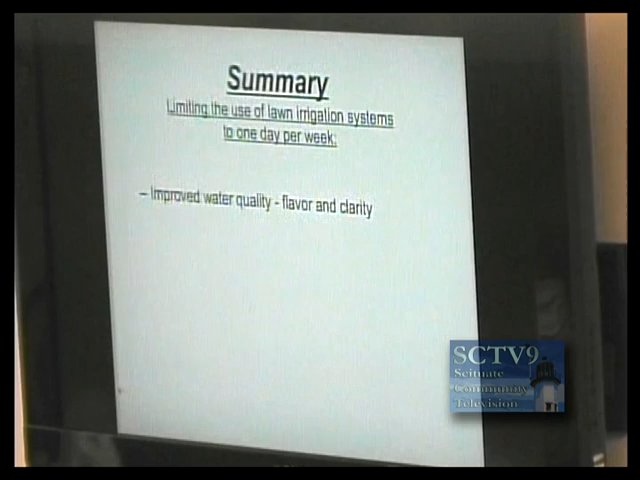 Summary
Limiting the use of lawn irrigation systems
to one day per week:
– Improved water quality - flavor and clarity
SCTV9
Scituate
Community
Television